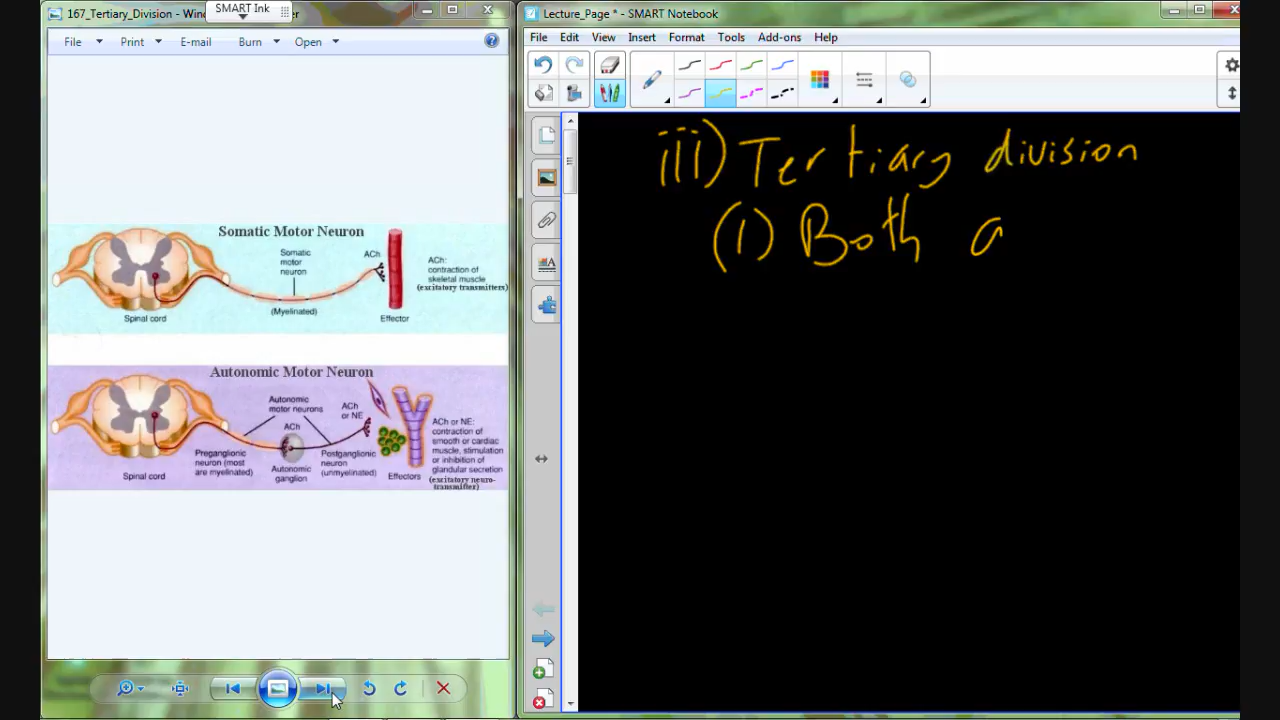 167_Tertiary_Division - Wind
SMART Ink
er
File Print E-mail Burn Open
Somatic Motor Neuron
Somatic
motor
neuron
ACh
ACh:
contraction of
skeletal muscle
(excitatory transmitters)
(Myelinated)
Spinal cord
Effector
Autonomic Motor Neuron
Autonomic
motor neurons
ACh
ACh
or NE
ACh or NE:
contraction of
smooth or cardiac
muscle, stimulation
or inhibition of
glandular secretion
(excitatory neuro-
transmitter)
Preganglionic
neuron (most
are myelinated)
Autonomic
ganglion
Postganglionic
neuron
(unmyelinated)
Spinal cord
Effectors
Lecture_Page * - SMART Notebook
File Edit View Insert Format Tools Add-ons Help
iii) Tertiary division
(1) Both a